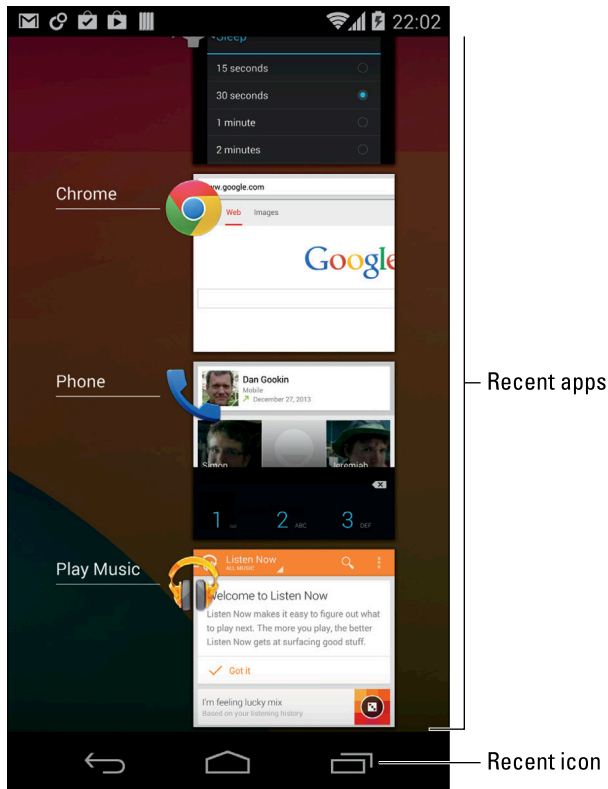 22:02
Sleep
15 seconds
30 seconds
1 minute
2 minutes
Chrome
ww.google.com
Web Images
Google
Recent apps
Phone
Dan Gookin
Mobile
December 27, 2013
Simon Jeremiah
1 2 ABC 3 DEF
Play Music
Listen Now
ALL MUSIC
Welcome to Listen Now
Listen Now makes it easy to figure out what
to play next. The more you play, the better
Listen Now gets at surfacing good stuff.
Got it
I'm feeling lucky mix
Based on your listening history
Recent icon